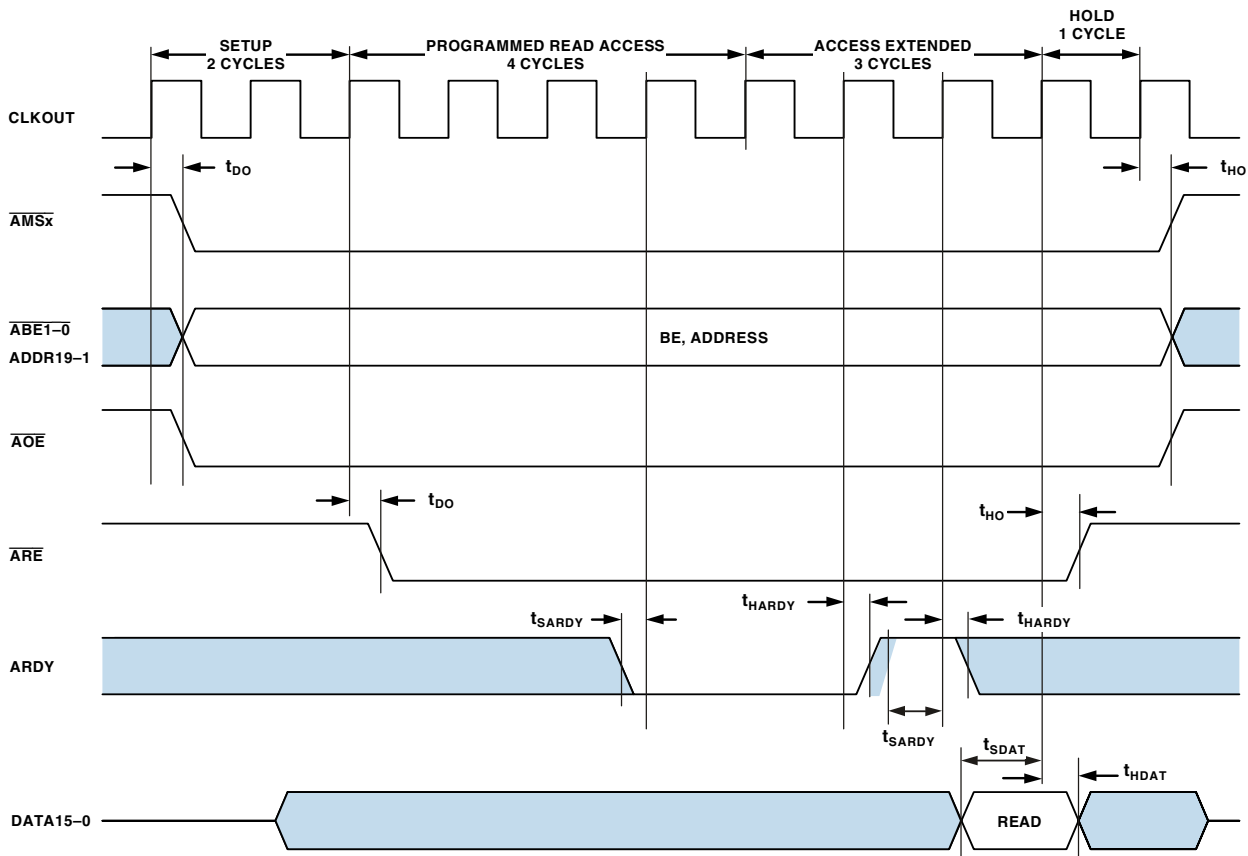 HOLD
1 CYCLE
SETUP
2 CYCLES
PROGRAMMED READ ACCESS
4 CYCLES
ACCESS EXTENDED
3 CYCLES
CLKOUT
tDO
tHO
AMSx
ABE1–0
BE, ADDRESS
ADDR19–1
AOE
tDO
tHO
ARE
tSARDY
tHARDY
tHARDY
ARDY
tSARDY
tSDAT
tHDAT
DATA15–0
READ